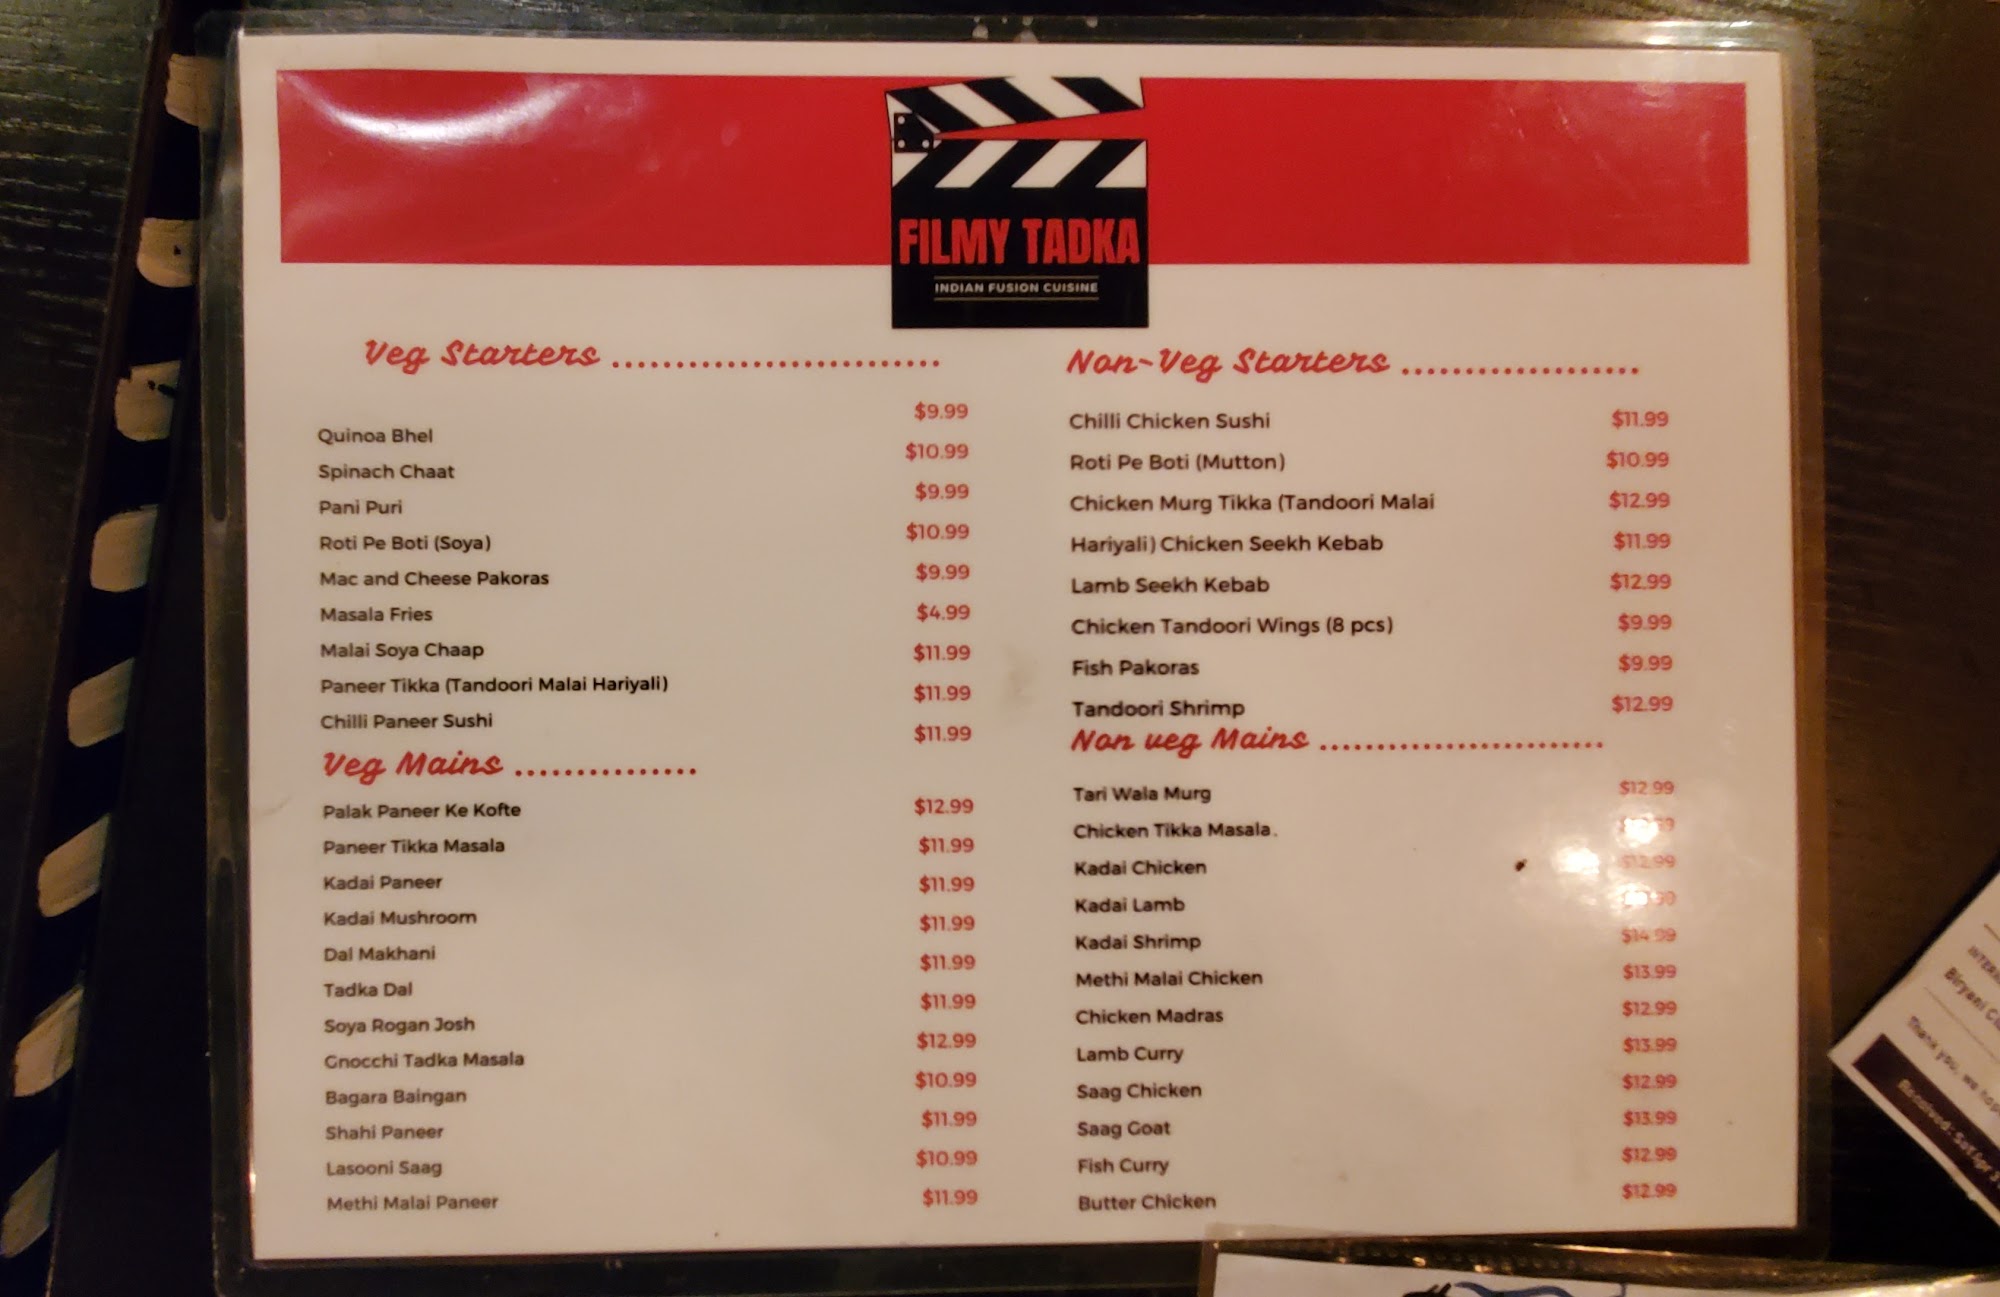 FILMY TADKA
INDIAN FUSION CUISINE
Veg Starters ...........................
$9.99
Quinoa Bhel
$10.99
Spinach Chaat
$9.99
Pani Puri
$10.99
Roti Pe Boti (Soya)
$9.99
Mac and Cheese Pakoras
$4.99
Masala Fries
$11.99
Malai Soya Chaap
$11.99
Paneer Tikka (Tandoori Malai Hariyali)
$11.99
Chilli Paneer Sushi
Veg Mains ...............
Palak Paneer Ke Kofte $12.99
Paneer Tikka Masala $11.99
Kadai Paneer $11.99
Kadai Mushroom $11.99
Dal Makhani $11.99
Tadka Dal $11.99
Soya Rogan Josh $12.99
Gnocchi Tadka Masala $10.99
Bagara Baingan $11.99
Shahi Paneer $10.99
Lasooni Saag $11.99
Methi Malai Paneer
Non-Veg Starters ...................
Chilli Chicken Sushi $11.99
Roti Pe Boti (Mutton) $10.99
Chicken Murg Tikka (Tandoori Malai $12.99
Hariyali) Chicken Seekh Kebab $11.99
Lamb Seekh Kebab $12.99
Chicken Tandoori Wings (8 pcs) $9.99
Fish Pakoras $9.99
Tandoori Shrimp $12.99
Non veg Mains .........................
Tari Wala Murg $12.99
Chicken Tikka Masala.
Kadai Chicken $12.99
Kadai Lamb
Kadai Shrimp $14.99
Methi Malai Chicken $13.99
Chicken Madras $12.99
Lamb Curry $13.99
Saag Chicken $12.99
Saag Goat $13.99
Fish Curry $12.99
Butter Chicken $12.99
Biryani
Thank you, we